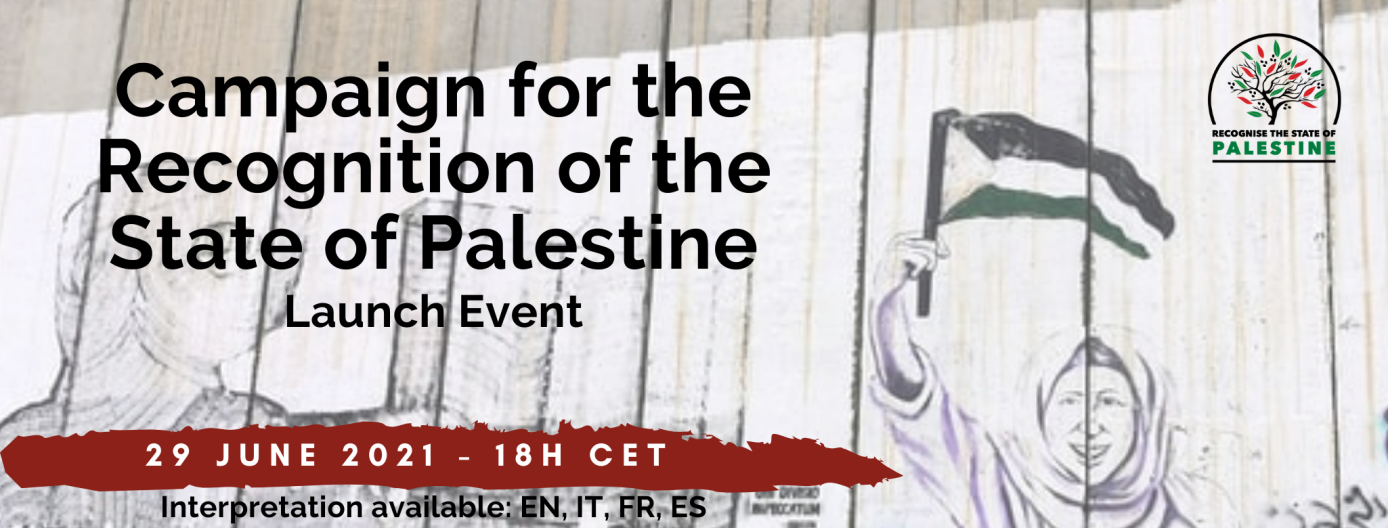 Campaign for the
Recognition of the
State of Palestine
Launch Event
RECOGNISE THE STATE OF
PALESTINE
29 JUNE 2021 - 18H CET
Interpretation available: EN, IT, FR, ES